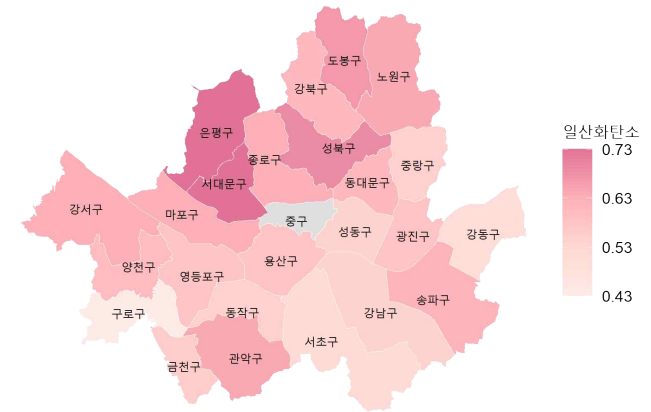 도봉구
노원구
강북구
은평구
성북구
종로구
중랑구
서대문구
동대문구
강서구
마포구
중구
성동구
광진구
강동구
양천구
영등포구
용산구
송파구
구로구
동작구
강남구
서초구
금천구
관악구
일산화탄소
0.73
0.63
0.53
0.43